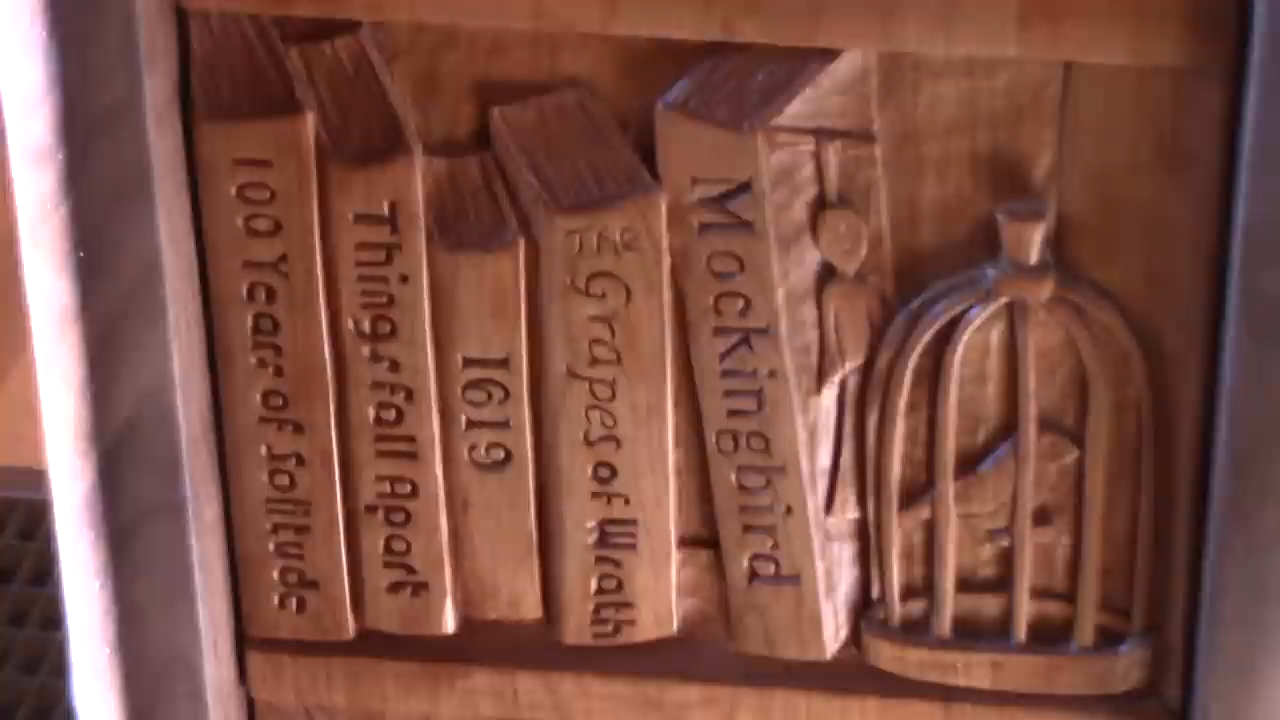 100 Years of Solitude
Things fall Apart
1619
THE Grapes of Wrath
Mockingbird